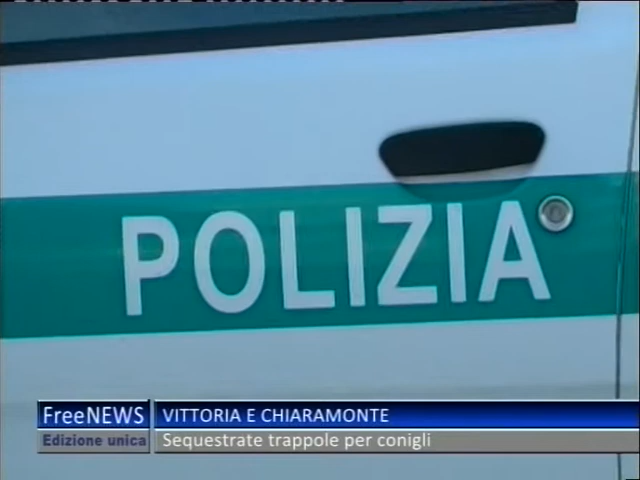 POLIZIA
FreeNEWS VITTORIA E CHIARAMONTE
Edizione unica Sequestrate trappole per conigli